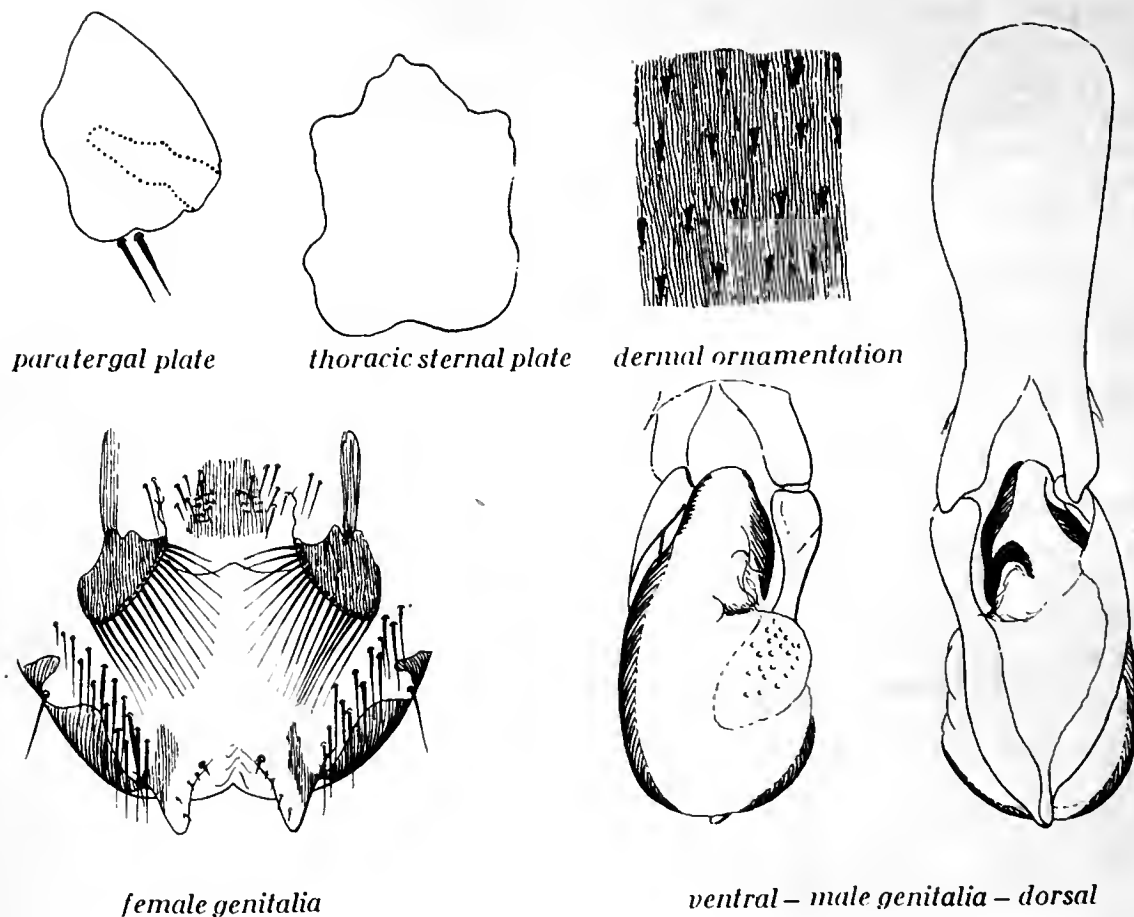 paratergal plate
thoracic sternal plate
dermal ornamentation
female genitalia
ventral – male genitalia – dorsal